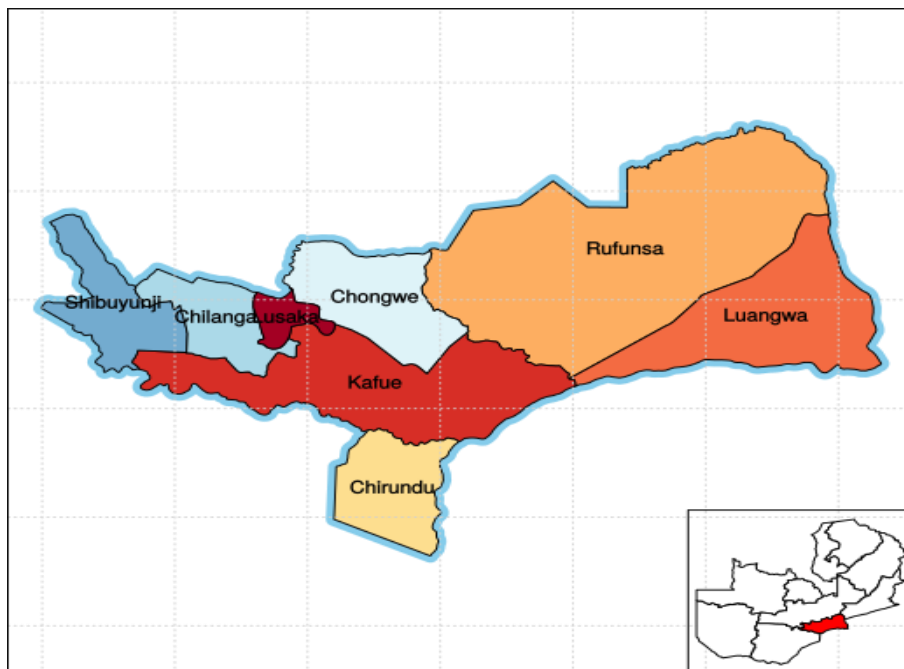 Rufunsa
Shibuyunji
Chilanga
Lusaka
Chongwe
Luangwa
Kafue
Chirundu